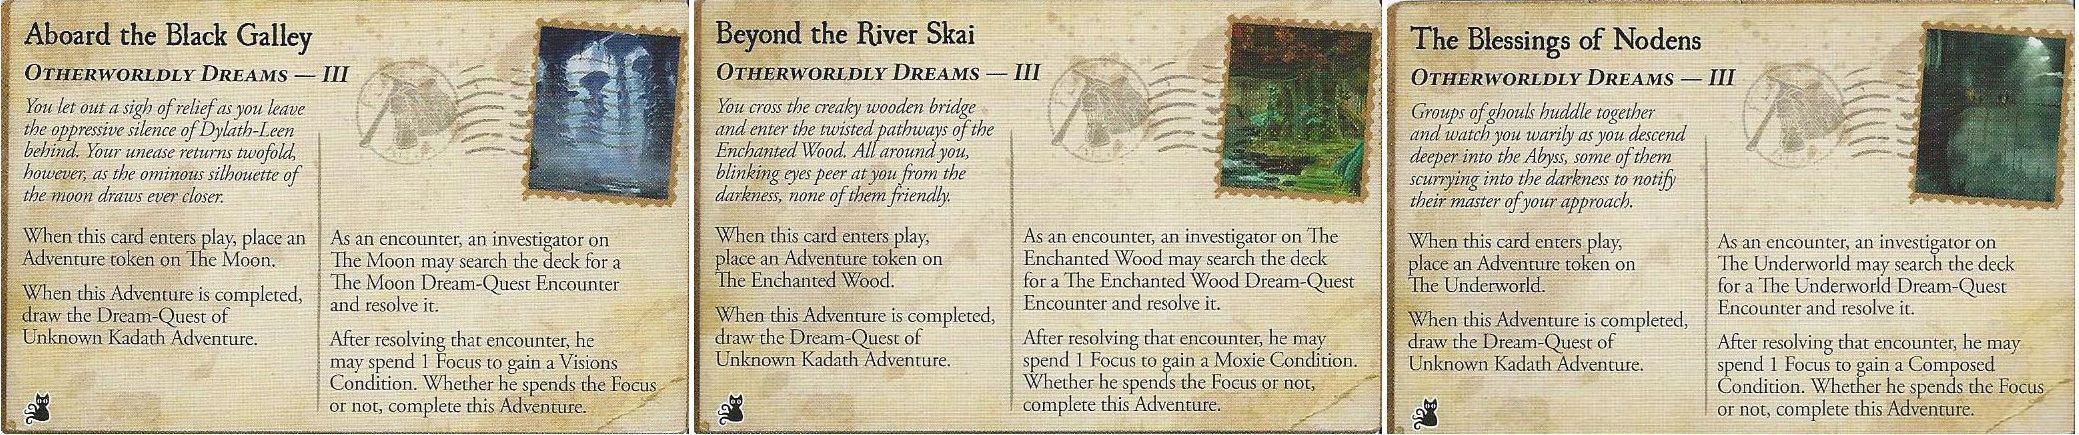 Aboard the Black Galley
OTHERWORLDLY DREAMS — III
You let out a sigh of relief as you leave
the oppressive silence of Dylath-Leen
behind. Your unease returns twofold,
however, as the ominous silhouette of
the moon draws ever closer.
When this card enters play, place an
Adventure token on The Moon.
When this Adventure is completed,
draw the Dream-Quest of
Unknown Kadath Adventure.
As an encounter, an investigator on
The Moon may search the deck for a
The Moon Dream-Quest Encounter
and resolve it.
After resolving that encounter, he
may spend 1 Focus to gain a Visions
Condition. Whether he spends the Focus
or not, complete this Adventure.
Beyond the River Skai
OTHERWORLDLY DREAMS — III
You cross the creaky wooden bridge
and enter the twisted pathways of the
Enchanted Wood. All around you,
blinking eyes peer at you from the
darkness, none of them friendly.
When this card enters play,
place an Adventure token on
The Enchanted Wood.
When this Adventure is completed,
draw the Dream-Quest of
Unknown Kadath Adventure.
As an encounter, an investigator on The
Enchanted Wood may search the deck
for a The Enchanted Wood Dream-Quest
Encounter and resolve it.
After resolving that encounter, he may
spend 1 Focus to gain a Moxie Condition.
Whether he spends the Focus or not,
complete this Adventure.
The Blessings of Nodens
OTHERWORLDLY DREAMS — III
Groups of ghouls huddle together
and watch you warily as you descend
deeper into the Abyss, some of them
scurrying into the darkness to notify
their master of your approach.
When this card enters play,
place an Adventure token on
The Underworld.
When this Adventure is completed,
draw the Dream-Quest of
Unknown Kadath Adventure.
As an encounter, an investigator on
The Underworld may search the deck
for a The Underworld Dream-Quest
Encounter and resolve it.
After resolving that encounter, he may
spend 1 Focus to gain a Composed
Condition. Whether he spends the Focus
or not, complete this Adventure.